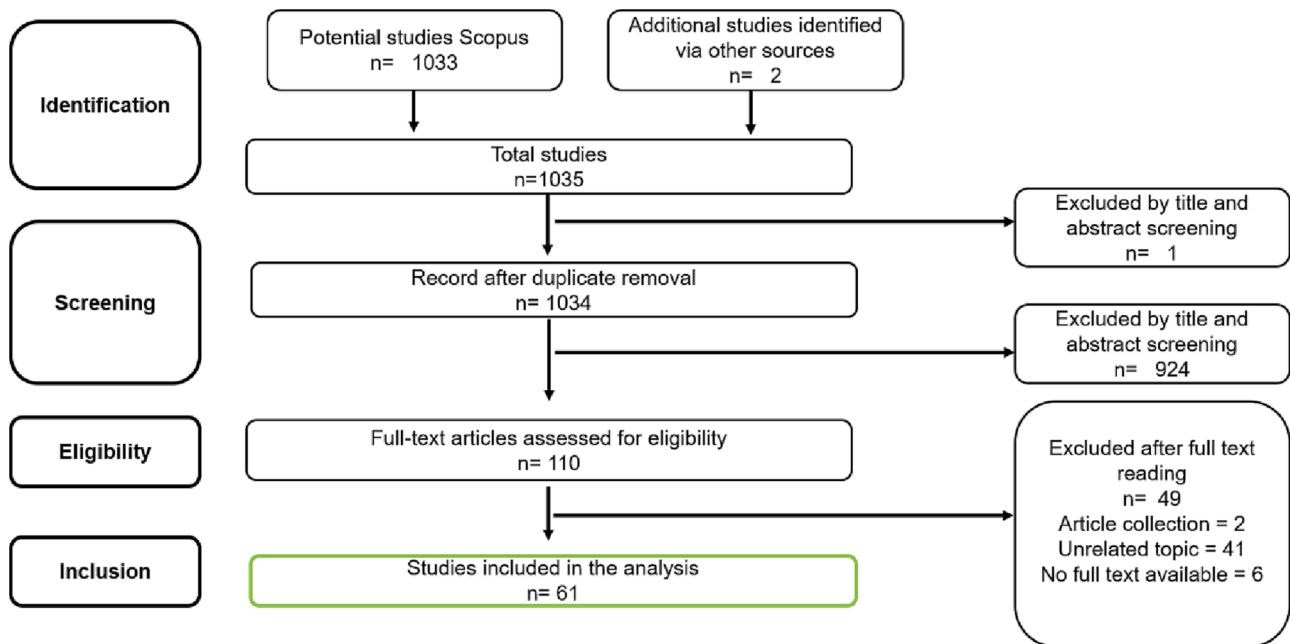 Identification
Potential studies Scopus
n= 1033
Additional studies identified
via other sources
n= 2
Total studies
n=1035
Excluded by title and
abstract screening
n= 1
Screening
Record after duplicate removal
n= 1034
Excluded by title and
abstract screening
n= 924
Eligibility
Full-text articles assessed for eligibility
n= 110
Excluded after full text
reading
n= 49
Article collection = 2
Unrelated topic = 41
No full text available = 6
Inclusion
Studies included in the analysis
n= 61